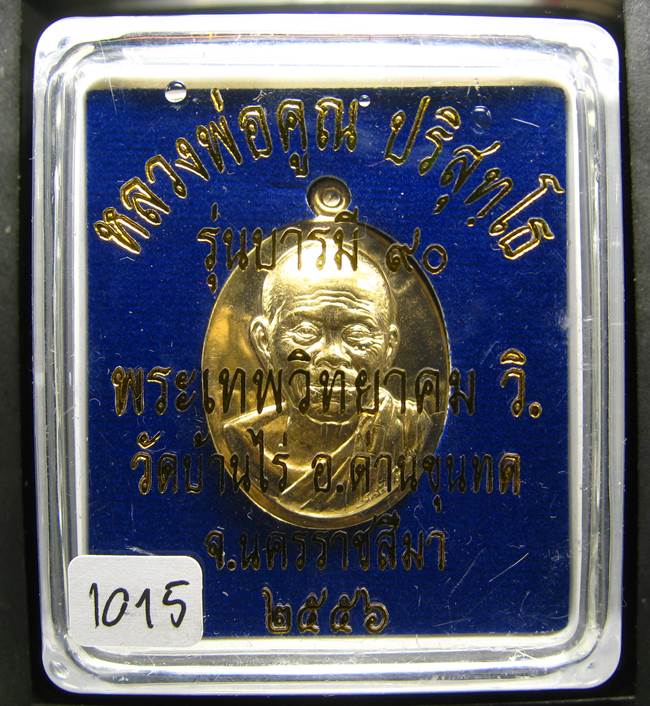 หลวงพ่อคูณ ปริสุทฺโธ
รุ่นบารมี ๙๐
พระเทพวิทยาคม วิ.
วัดบ้านไร่ อ.ด่านขุนทด
จ.นครราชสีมา
๒๕๕๖
1015